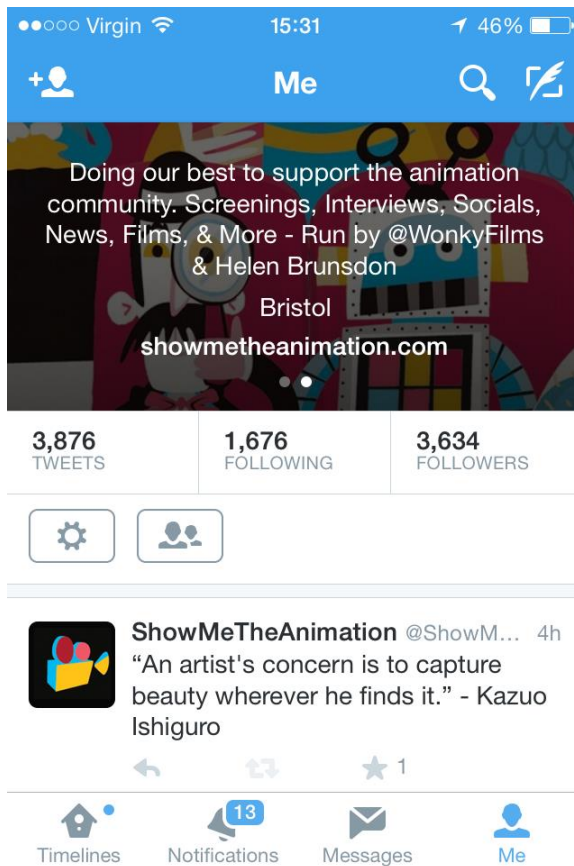 Virgin 15:31 46%
Me
Doing our best to support the animation
community. Screenings, Interviews, Socials,
News, Films, & More - Run by @WonkyFilms
& Helen Brunsdon
Bristol
showmetheanimation.com
3,876 1,676 3,634
TWEETS FOLLOWING FOLLOWERS
ShowMeTheAnimation @ShowM... 4h
“An artist's concern is to capture
beauty wherever he finds it.” - Kazuo
Ishiguro
1
13
Timelines Notifications Messages Me